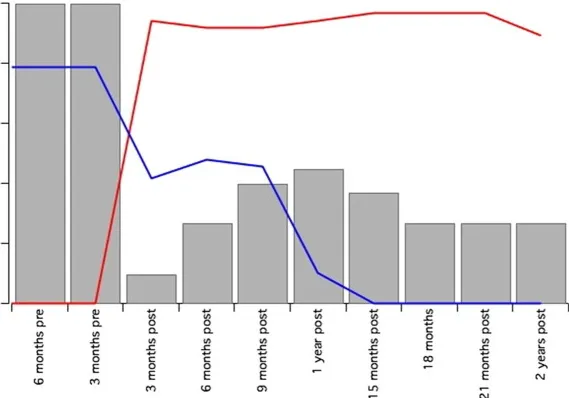 6 months pre
3 months pre
3 months post
6 months post
9 months post
1 year post
15 months post
18 months
21 months post
2 years post